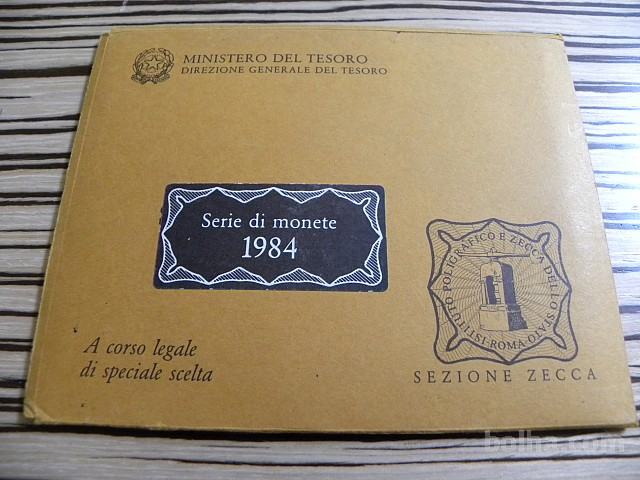 MINISTERO DEL TESORO
DIREZIONE GENERALE DEL TESORO
Serie di monete
1984
A corso legale
di speciale scelta
ISTITUTO POLIGRAFICO E ZECCA DELLO STATO · ROMA ·
SEZIONE ZECCA
bolha.com